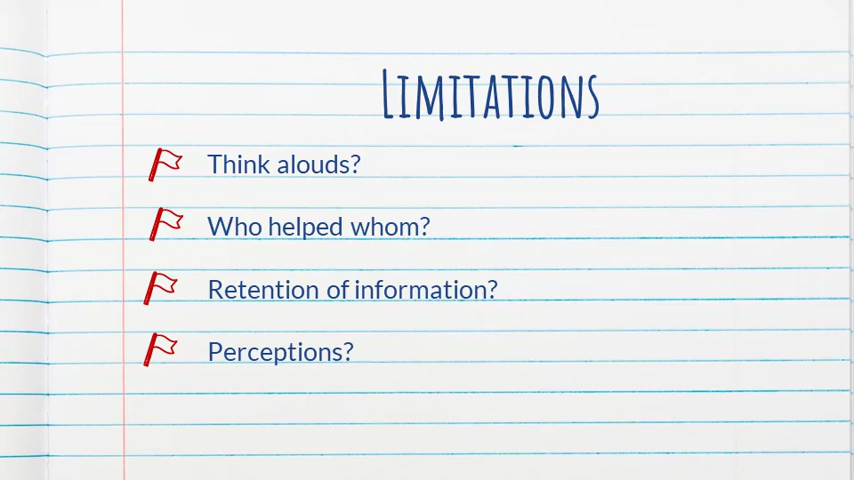 Limitations
Think alouds?
Who helped whom?
Retention of information?
Perceptions?